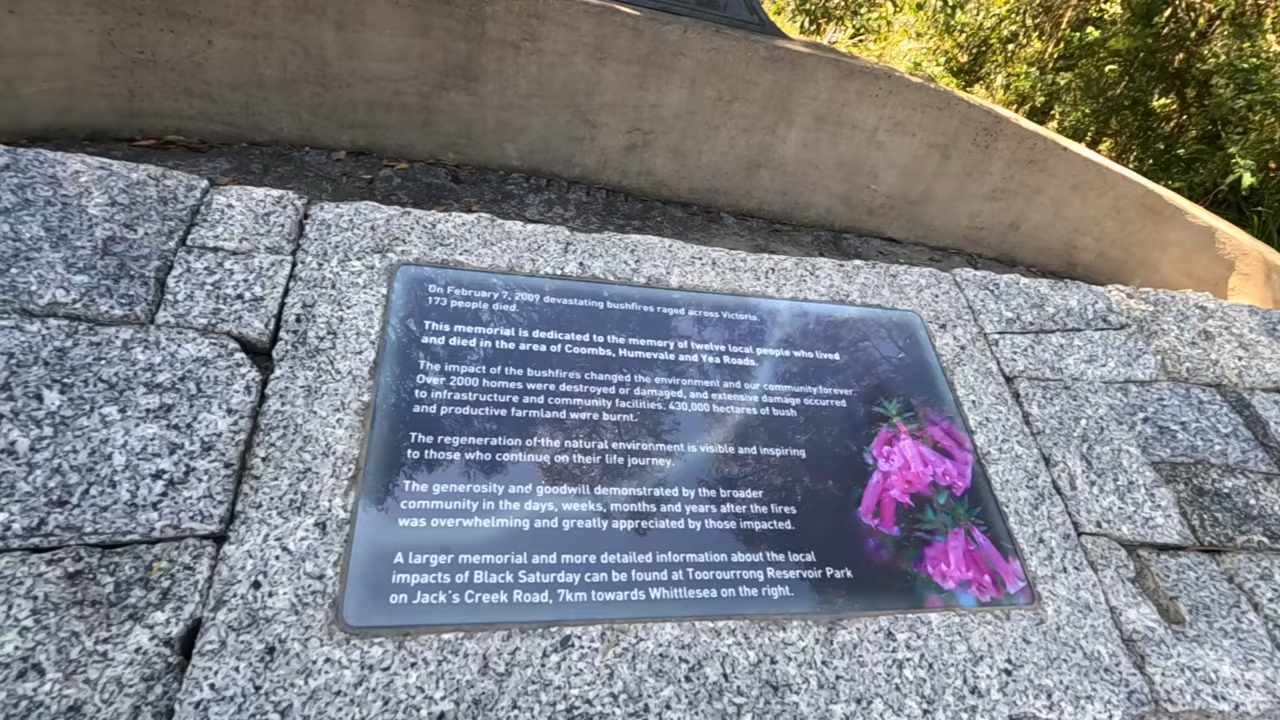 On February 7, 2009 devastating bushfires raged across Victoria.
173 people died.
This memorial is dedicated to the memory of twelve local people who lived
and died in the area of Coombs, Humevale and Yea Roads.
The impact of the bushfires changed the environment and our community forever.
Over 2000 homes were destroyed or damaged, and extensive damage occurred
to infrastructure and community facilities. 430,000 hectares of bush
and productive farmland were burnt.
The regeneration of the natural environment is visible and inspiring
to those who continue on their life journey.
The generosity and goodwill demonstrated by the broader
community in the days, weeks, months and years after the fires
was overwhelming and greatly appreciated by those impacted.
A larger memorial and more detailed information about the local
impacts of Black Saturday can be found at Toorourrong Reservoir Park
on Jack's Creek Road, 7km towards Whittlesea on the right.